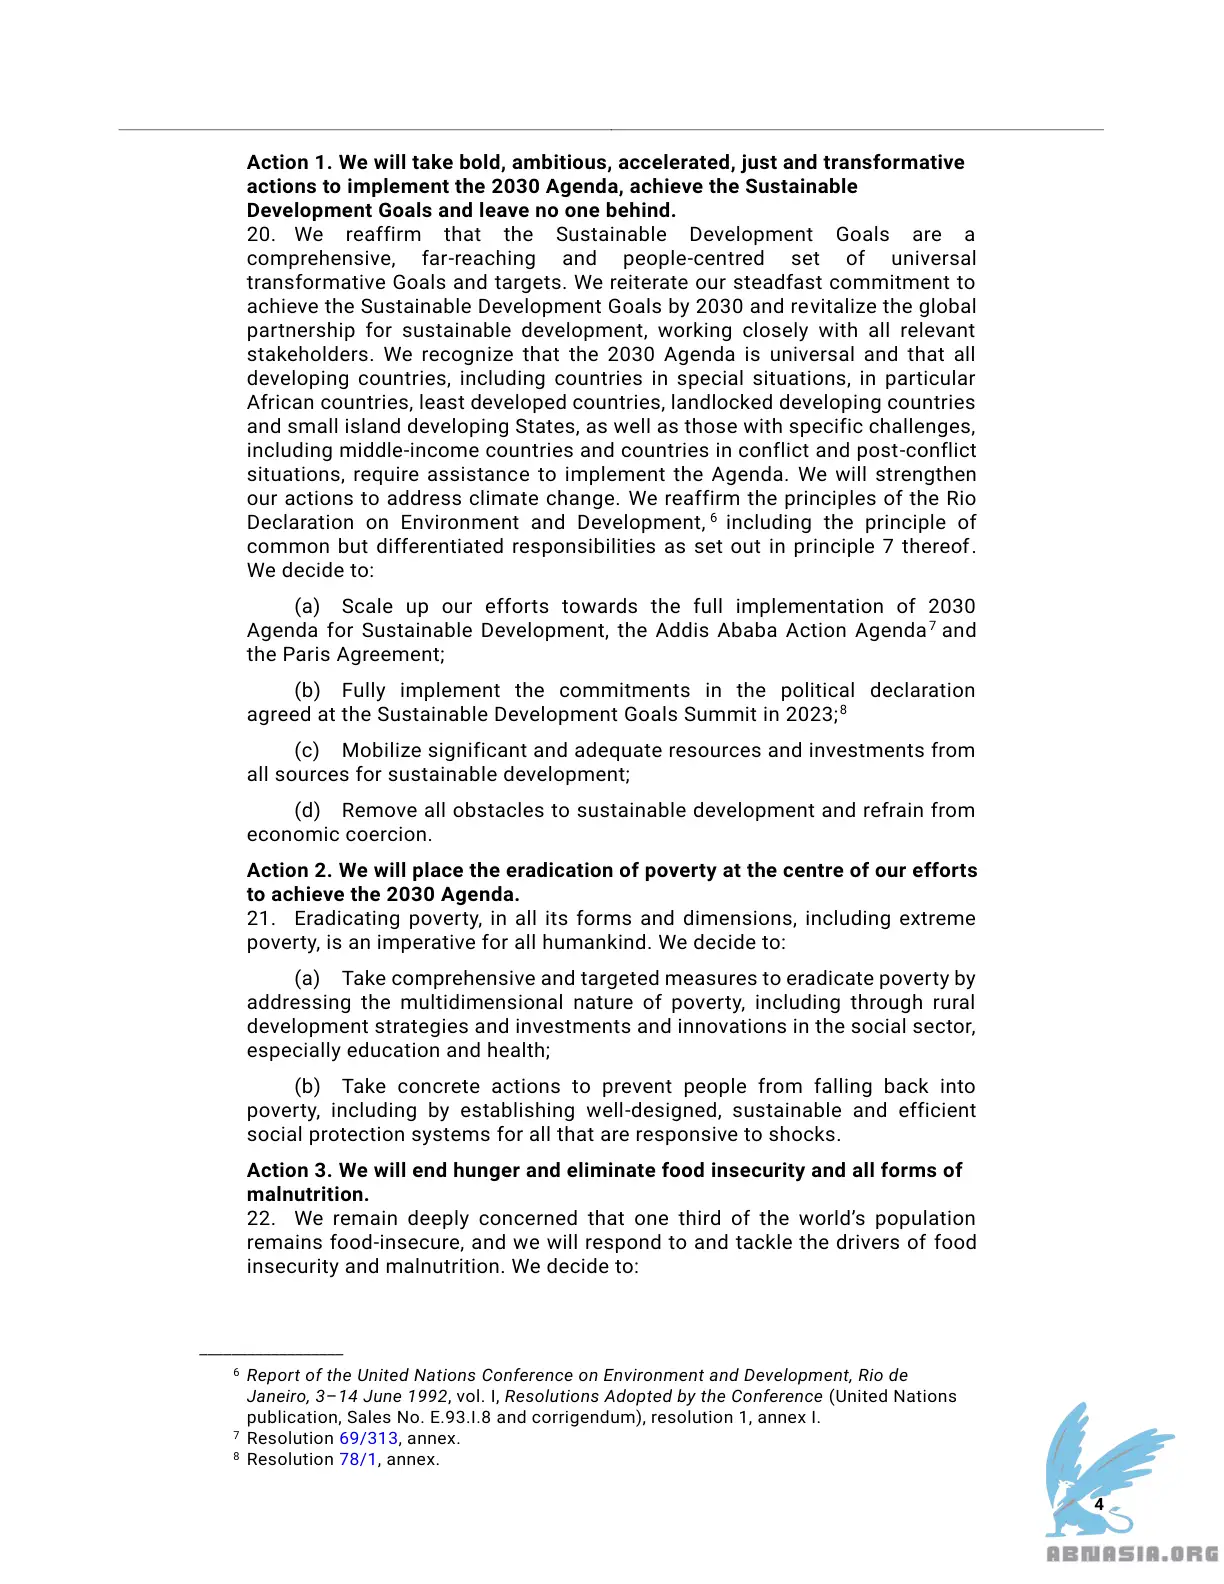 Action 1. We will take bold, ambitious, accelerated, just and transformative
actions to implement the 2030 Agenda, achieve the Sustainable
Development Goals and leave no one behind.
20. We reaffirm that the Sustainable Development Goals are a
comprehensive, far-reaching and people-centred set of universal
transformative Goals and targets. We reiterate our steadfast commitment to
achieve the Sustainable Development Goals by 2030 and revitalize the global
partnership for sustainable development, working closely with all relevant
stakeholders. We recognize that the 2030 Agenda is universal and that all
developing countries, including countries in special situations, in particular
African countries, least developed countries, landlocked developing countries
and small island developing States, as well as those with specific challenges,
including middle-income countries and countries in conflict and post-conflict
situations, require assistance to implement the Agenda. We will strengthen
our actions to address climate change. We reaffirm the principles of the Rio
Declaration on Environment and Development, 6 including the principle of
common but differentiated responsibilities as set out in principle 7 thereof.
We decide to:
(a) Scale up our efforts towards the full implementation of 2030
Agenda for Sustainable Development, the Addis Ababa Action Agenda 7 and
the Paris Agreement;
(b) Fully implement the commitments in the political declaration
agreed at the Sustainable Development Goals Summit in 2023;8
(c) Mobilize significant and adequate resources and investments from
all sources for sustainable development;
(d) Remove all obstacles to sustainable development and refrain from
economic coercion.
Action 2. We will place the eradication of poverty at the centre of our efforts
to achieve the 2030 Agenda.
21. Eradicating poverty, in all its forms and dimensions, including extreme
poverty, is an imperative for all humankind. We decide to:
(a) Take comprehensive and targeted measures to eradicate poverty by
addressing the multidimensional nature of poverty, including through rural
development strategies and investments and innovations in the social sector,
especially education and health;
(b) Take concrete actions to prevent people from falling back into
poverty, including by establishing well-designed, sustainable and efficient
social protection systems for all that are responsive to shocks.
Action 3. We will end hunger and eliminate food insecurity and all forms of
malnutrition.
22. We remain deeply concerned that one third of the world’s population
remains food-insecure, and we will respond to and tackle the drivers of food
insecurity and malnutrition. We decide to:
6 Report of the United Nations Conference on Environment and Development, Rio de
Janeiro, 3–14 June 1992, vol. I, Resolutions Adopted by the Conference (United Nations
publication, Sales No. E.93.I.8 and corrigendum), resolution 1, annex I.
7 Resolution 69/313, annex.
8 Resolution 78/1, annex.
4
ABNASIA.ORG